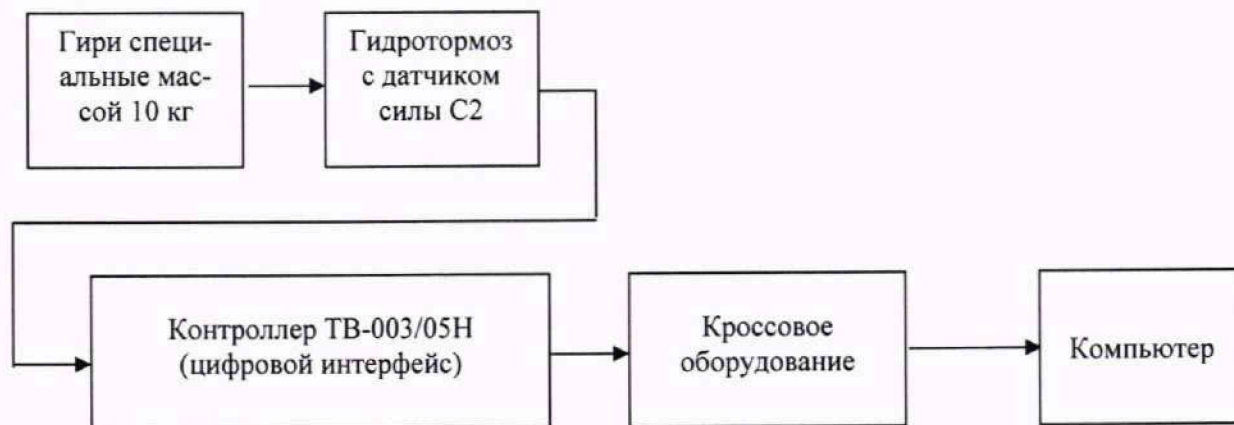 Гири специ-
альные мас-
сой 10 кг
Гидротормоз
с датчиком
силы С2
Контроллер ТВ-003/05Н
(цифровой интерфейс)
Кроссовое
оборудование
Компьютер